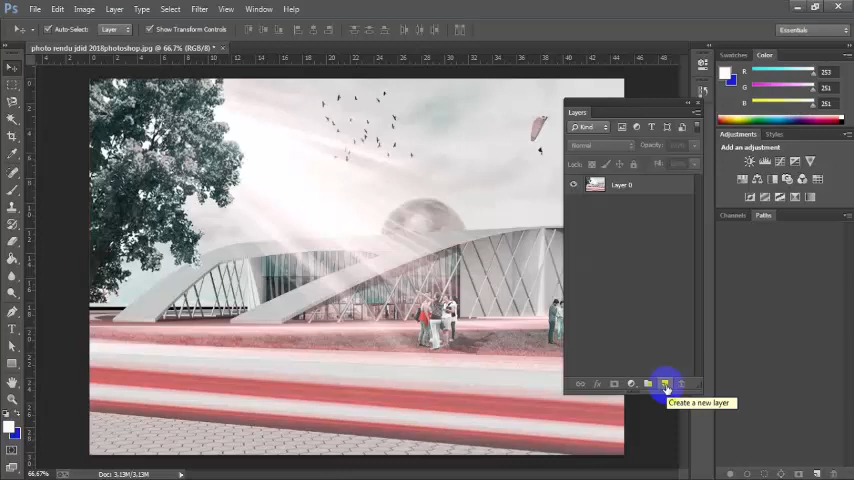 Ps File Edit Image Layer Type Select Filter View Window Help
Auto-Select: Layer Show Transform Controls Essentials
photo rendu jdid 2018photoshop.jpg @ 66.7% (RGB/8) * ×
Layers
Kind
Normal Opacity:
Lock: Fill:
Layer 0
Create a new layer
Swatches Color
R 253
G 251
B 251
Adjustments Styles
Add an adjustment
Channels Paths
66.67% Doc: 3.13M/3.13M